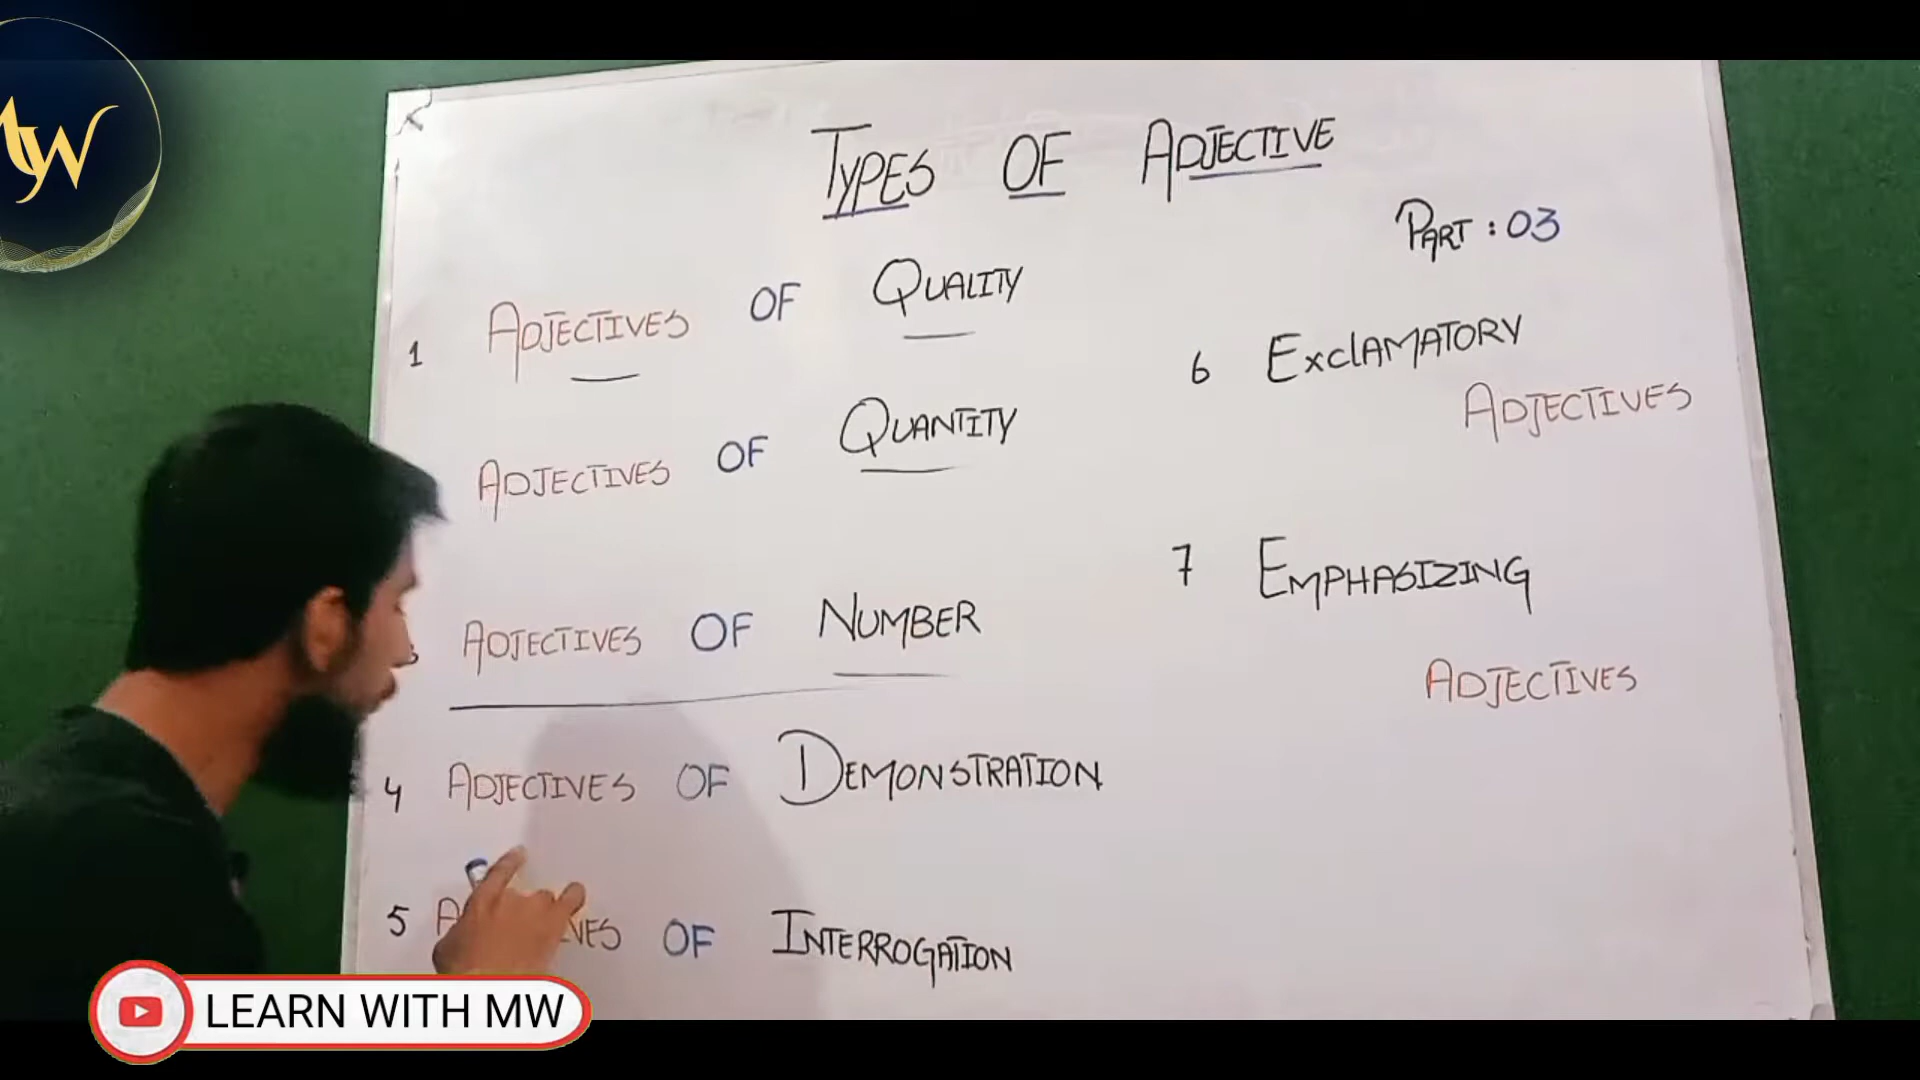 MW
TYPES OF ADJECTIVE
PART : 03
1 ADJECTIVES OF QUALITY
ADJECTIVES OF QUANTITY
ADJECTIVES OF NUMBER
4 ADJECTIVES OF DEMONSTRATION
5 OF INTERROGATION
6 EXCLAMATORY
ADJECTIVES
7 EMPHASIZING
ADJECTIVES
LEARN WITH MW